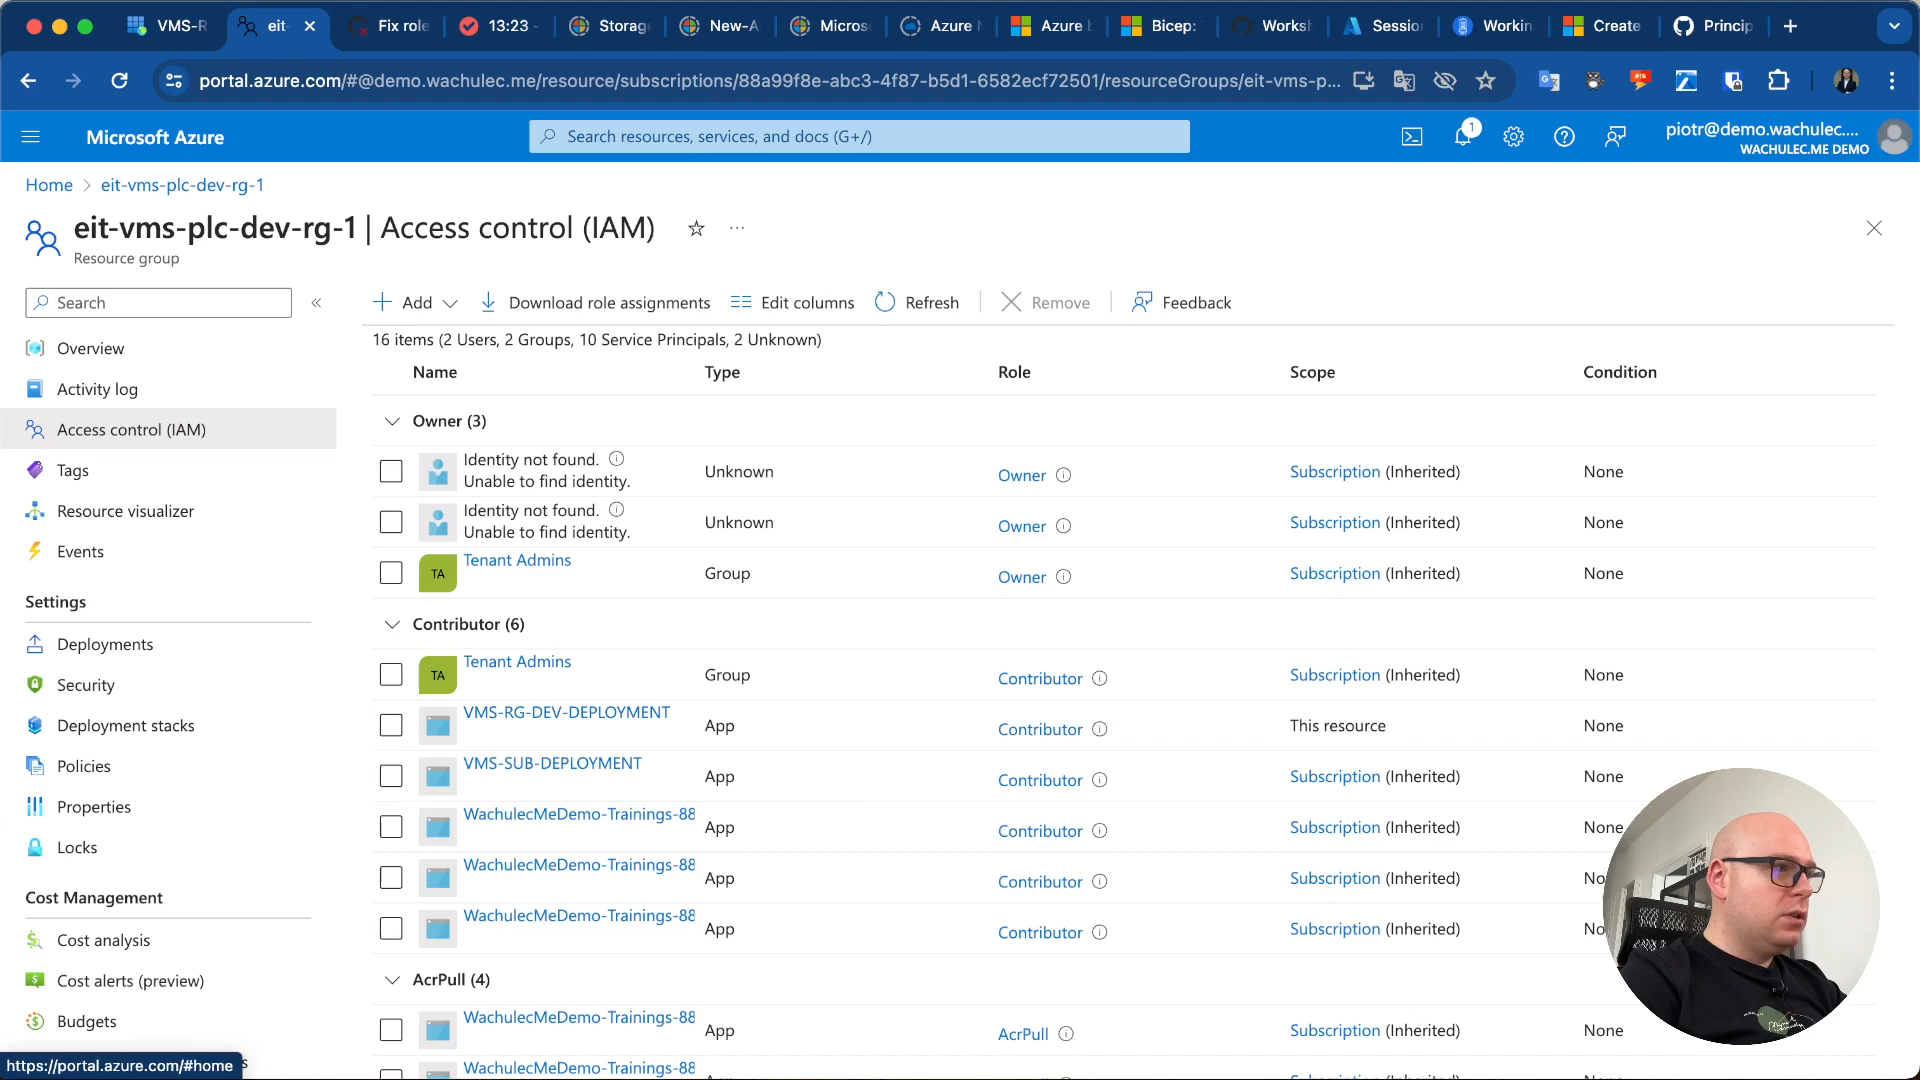 VMS-R
eit-
Fix role
13:23 -
Storag
New-A
Micros
Azure N
Azure b
Bicep:
Worksh
Session
Workin
Create
Princip
portal.azure.com/#@demo.wachulec.me/resource/subscriptions/88a99f8e-abc3-4f87-b5d1-6582ecf72501/resourceGroups/eit-vms-p...
Microsoft Azure
Search resources, services, and docs (G+/)
1
piotr@demo.wachulec....
WACHULEC.ME DEMO
Home > eit-vms-plc-dev-rg-1
eit-vms-plc-dev-rg-1 | Access control (IAM)
Resource group
Search
Add
Download role assignments
Edit columns
Refresh
Remove
Feedback
16 items (2 Users, 2 Groups, 10 Service Principals, 2 Unknown)
Name Type Role Scope Condition
Owner (3)
Identity not found.
Unable to find identity.
Unknown
Owner
Subscription (Inherited)
None
Identity not found.
Unable to find identity.
Unknown
Owner
Subscription (Inherited)
None
TA
Tenant Admins
Group
Owner
Subscription (Inherited)
None
Contributor (6)
TA
Tenant Admins
Group
Contributor
Subscription (Inherited)
None
VMS-RG-DEV-DEPLOYMENT
App
Contributor
This resource
None
VMS-SUB-DEPLOYMENT
App
Contributor
Subscription (Inherited)
None
WachulecMeDemo-Trainings-88
App
Contributor
Subscription (Inherited)
None
WachulecMeDemo-Trainings-88
App
Contributor
Subscription (Inherited)
No
WachulecMeDemo-Trainings-88
App
Contributor
Subscription (Inherited)
No
AcrPull (4)
WachulecMeDemo-Trainings-88
App
AcrPull
Subscription (Inherited)
None
WachulecMeDemo-Trainings-88
Overview
Activity log
Access control (IAM)
Tags
Resource visualizer
Events
Settings
Deployments
Security
Deployment stacks
Policies
Properties
Locks
Cost Management
Cost analysis
Cost alerts (preview)
Budgets
https://portal.azure.com/#home